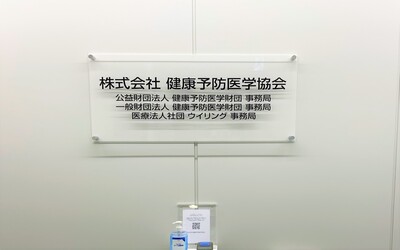 株式会社 健康予防医学協会
公益財団法人 健康予防医学財団 事務局
一般財団法人 健康予防医学財団 事務局
医療法人社団 ウイリング 事務局